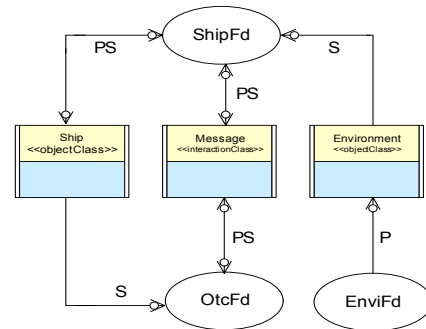 ShipFd
PS
S
PS
Ship
<<objectClass>>
Message
<<interactionClass>>
Environment
<<objectClass>>
PS
P
S
OtcFd
EnviFd